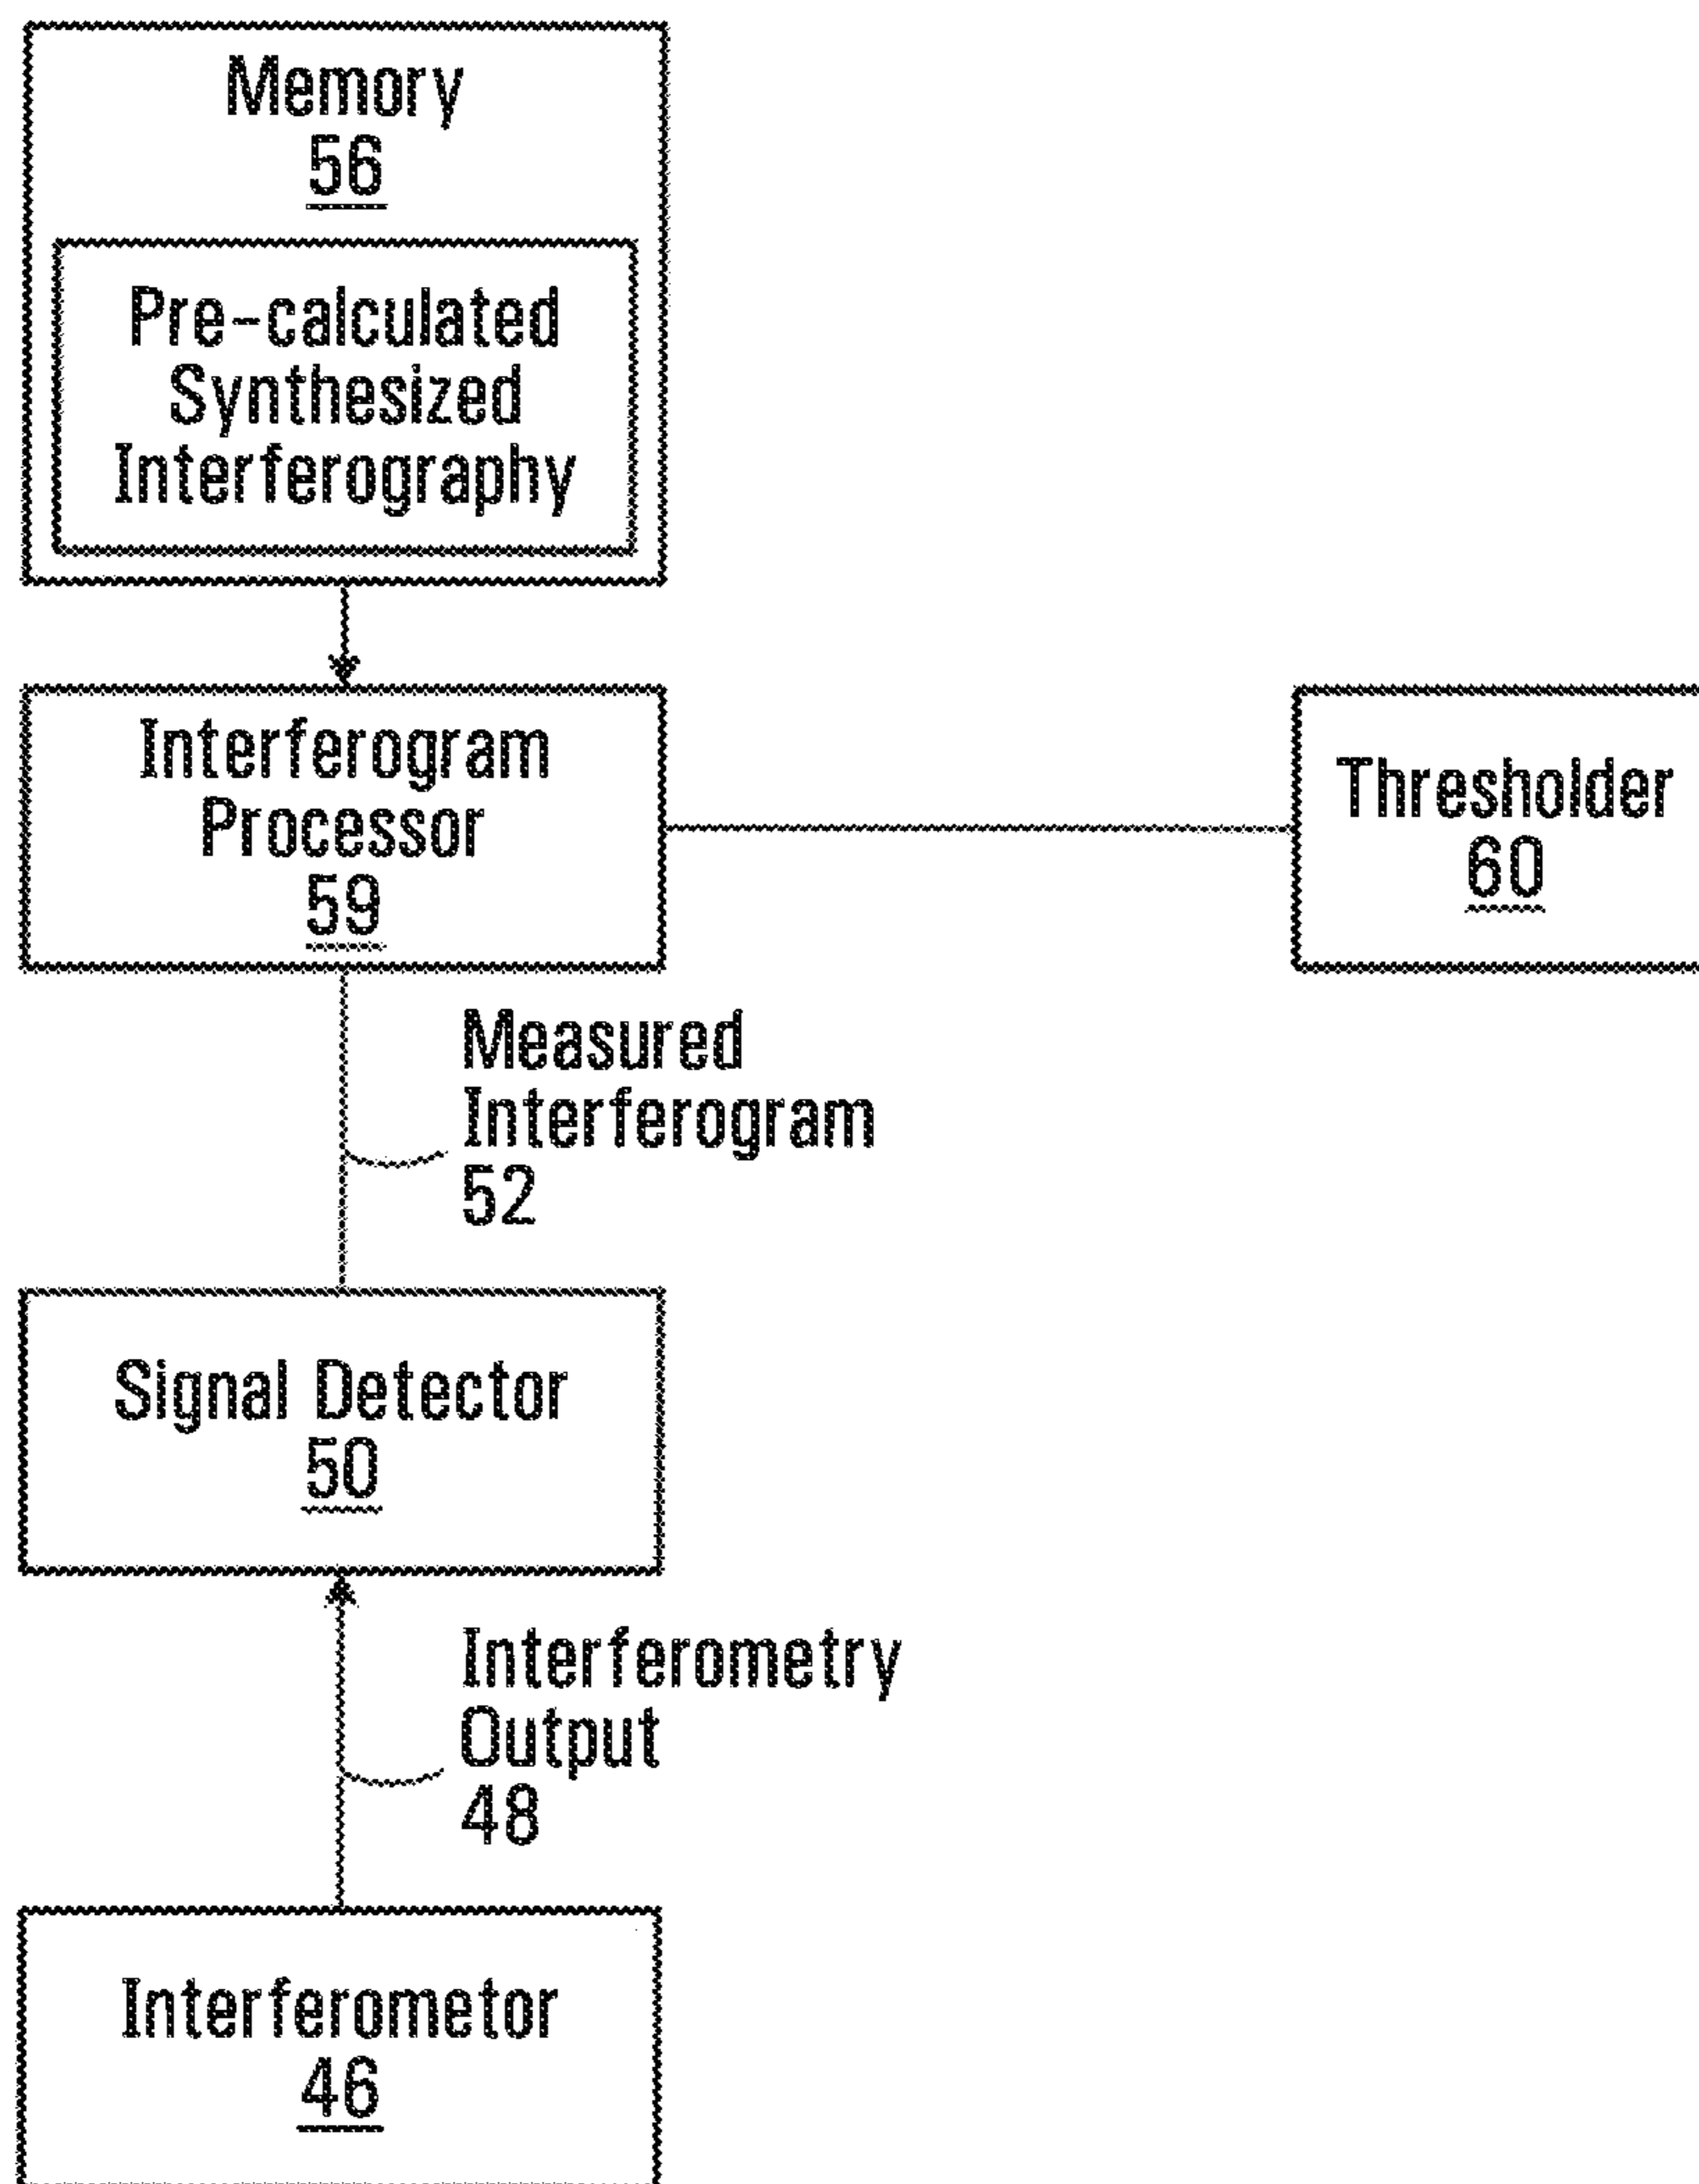 Memory
56
Pre-calculated
Synthesized
Interferography
Interferogram
Processor
59
Thresholder
60
Measured
Interferogram
52
Signal Detector
50
Interferometry
Output
48
Interferometor
46